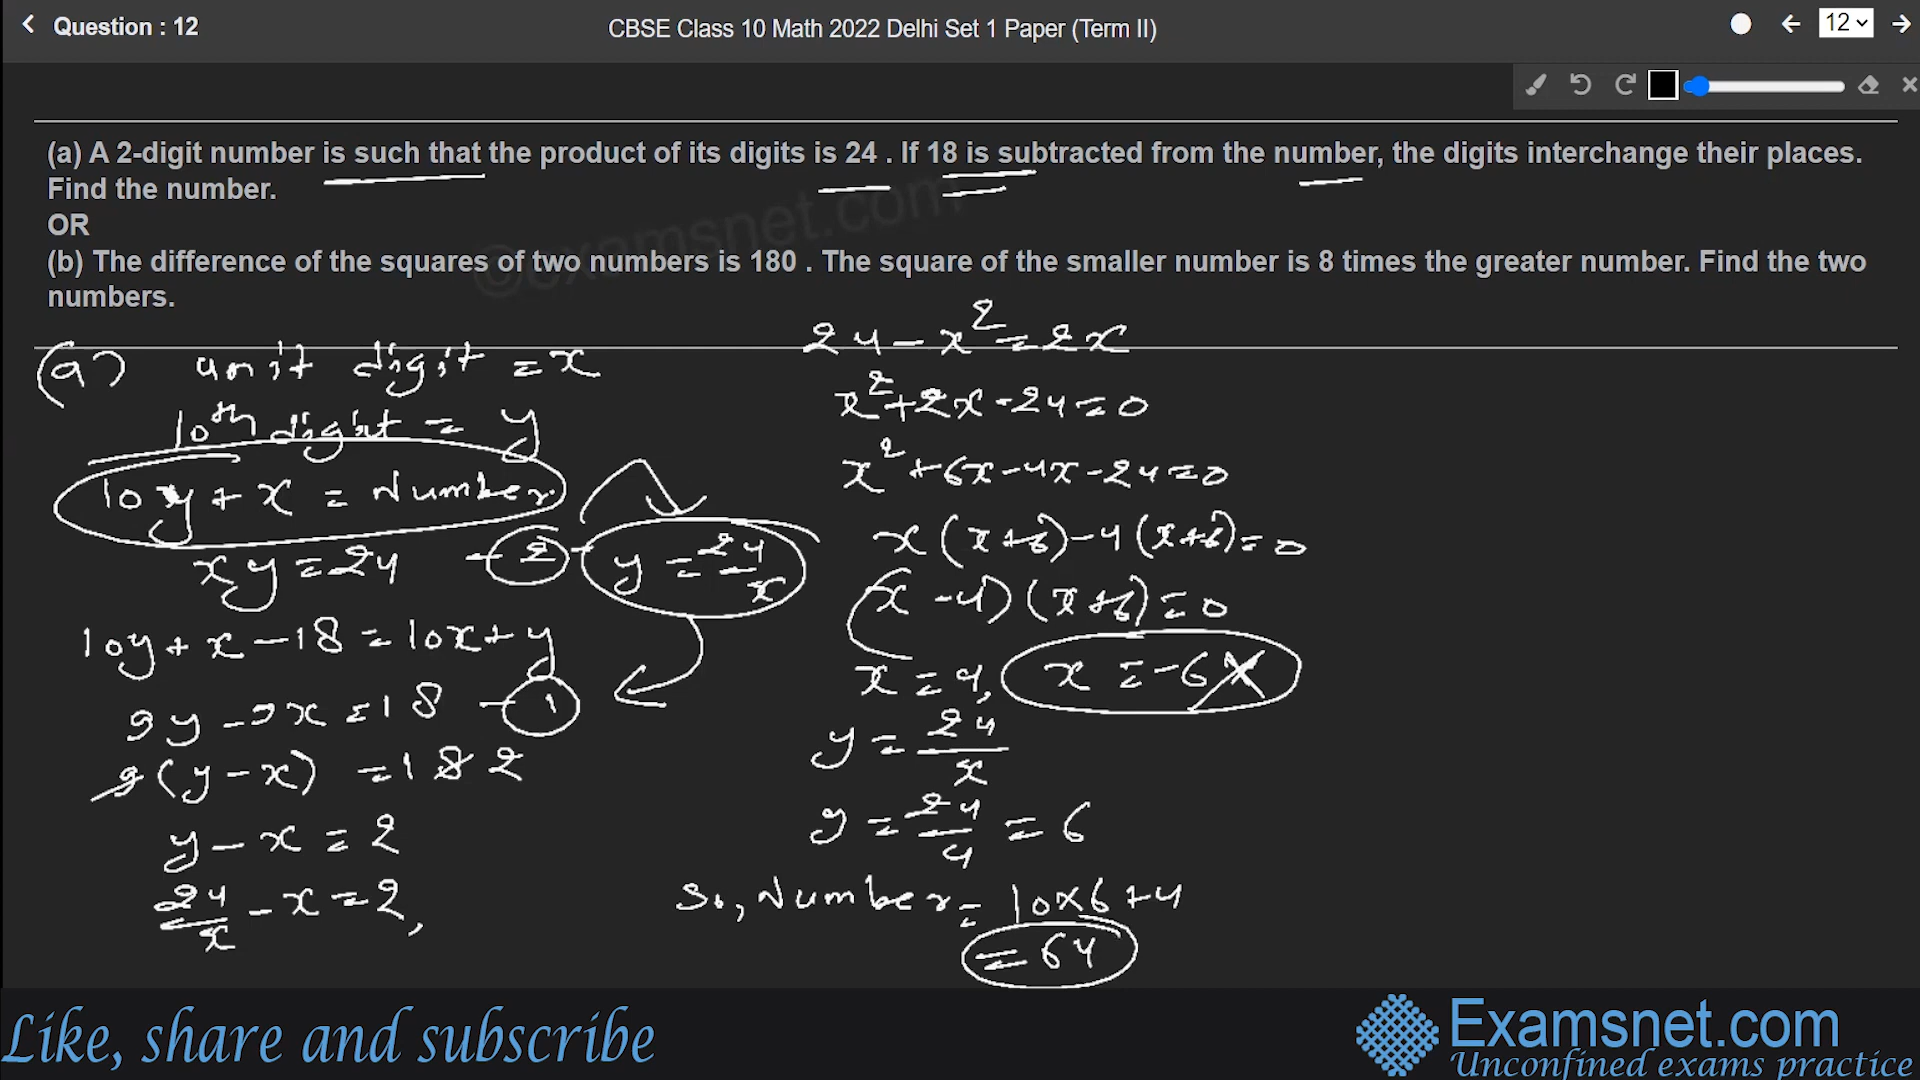 Question : 12
CBSE Class 10 Math 2022 Delhi Set 1 Paper (Term II)
12
(a) A 2-digit number is such that the product of its digits is 24 . If 18 is subtracted from the number, the digits interchange their places.
Find the number.
OR
(b) The difference of the squares of two numbers is 180 . The square of the smaller number is 8 times the greater number. Find the two
numbers.
©examsnet.com
(a) unit digit = x
10th digit = y
10y + x = Number
xy = 24 - 2 - y = 24/x
10y + x - 18 = 10x + y
9y - 9x = 18 - 1
9(y - x) = 18 2
y - x = 2
24/x - x = 2,
24 - x² = 2x
x² + 2x - 24 = 0
x² + 6x - 4x - 24 = 0
x(x+6) - 4(x+6) = 0
(x - 4)(x+6) = 0
x = 4, x = -6 X
y = 24/x
y = 24/4 = 6
So, Number = 10×6+4
= 64
Like, share and subscribe
Examsnet.com
Unconfined exams practice